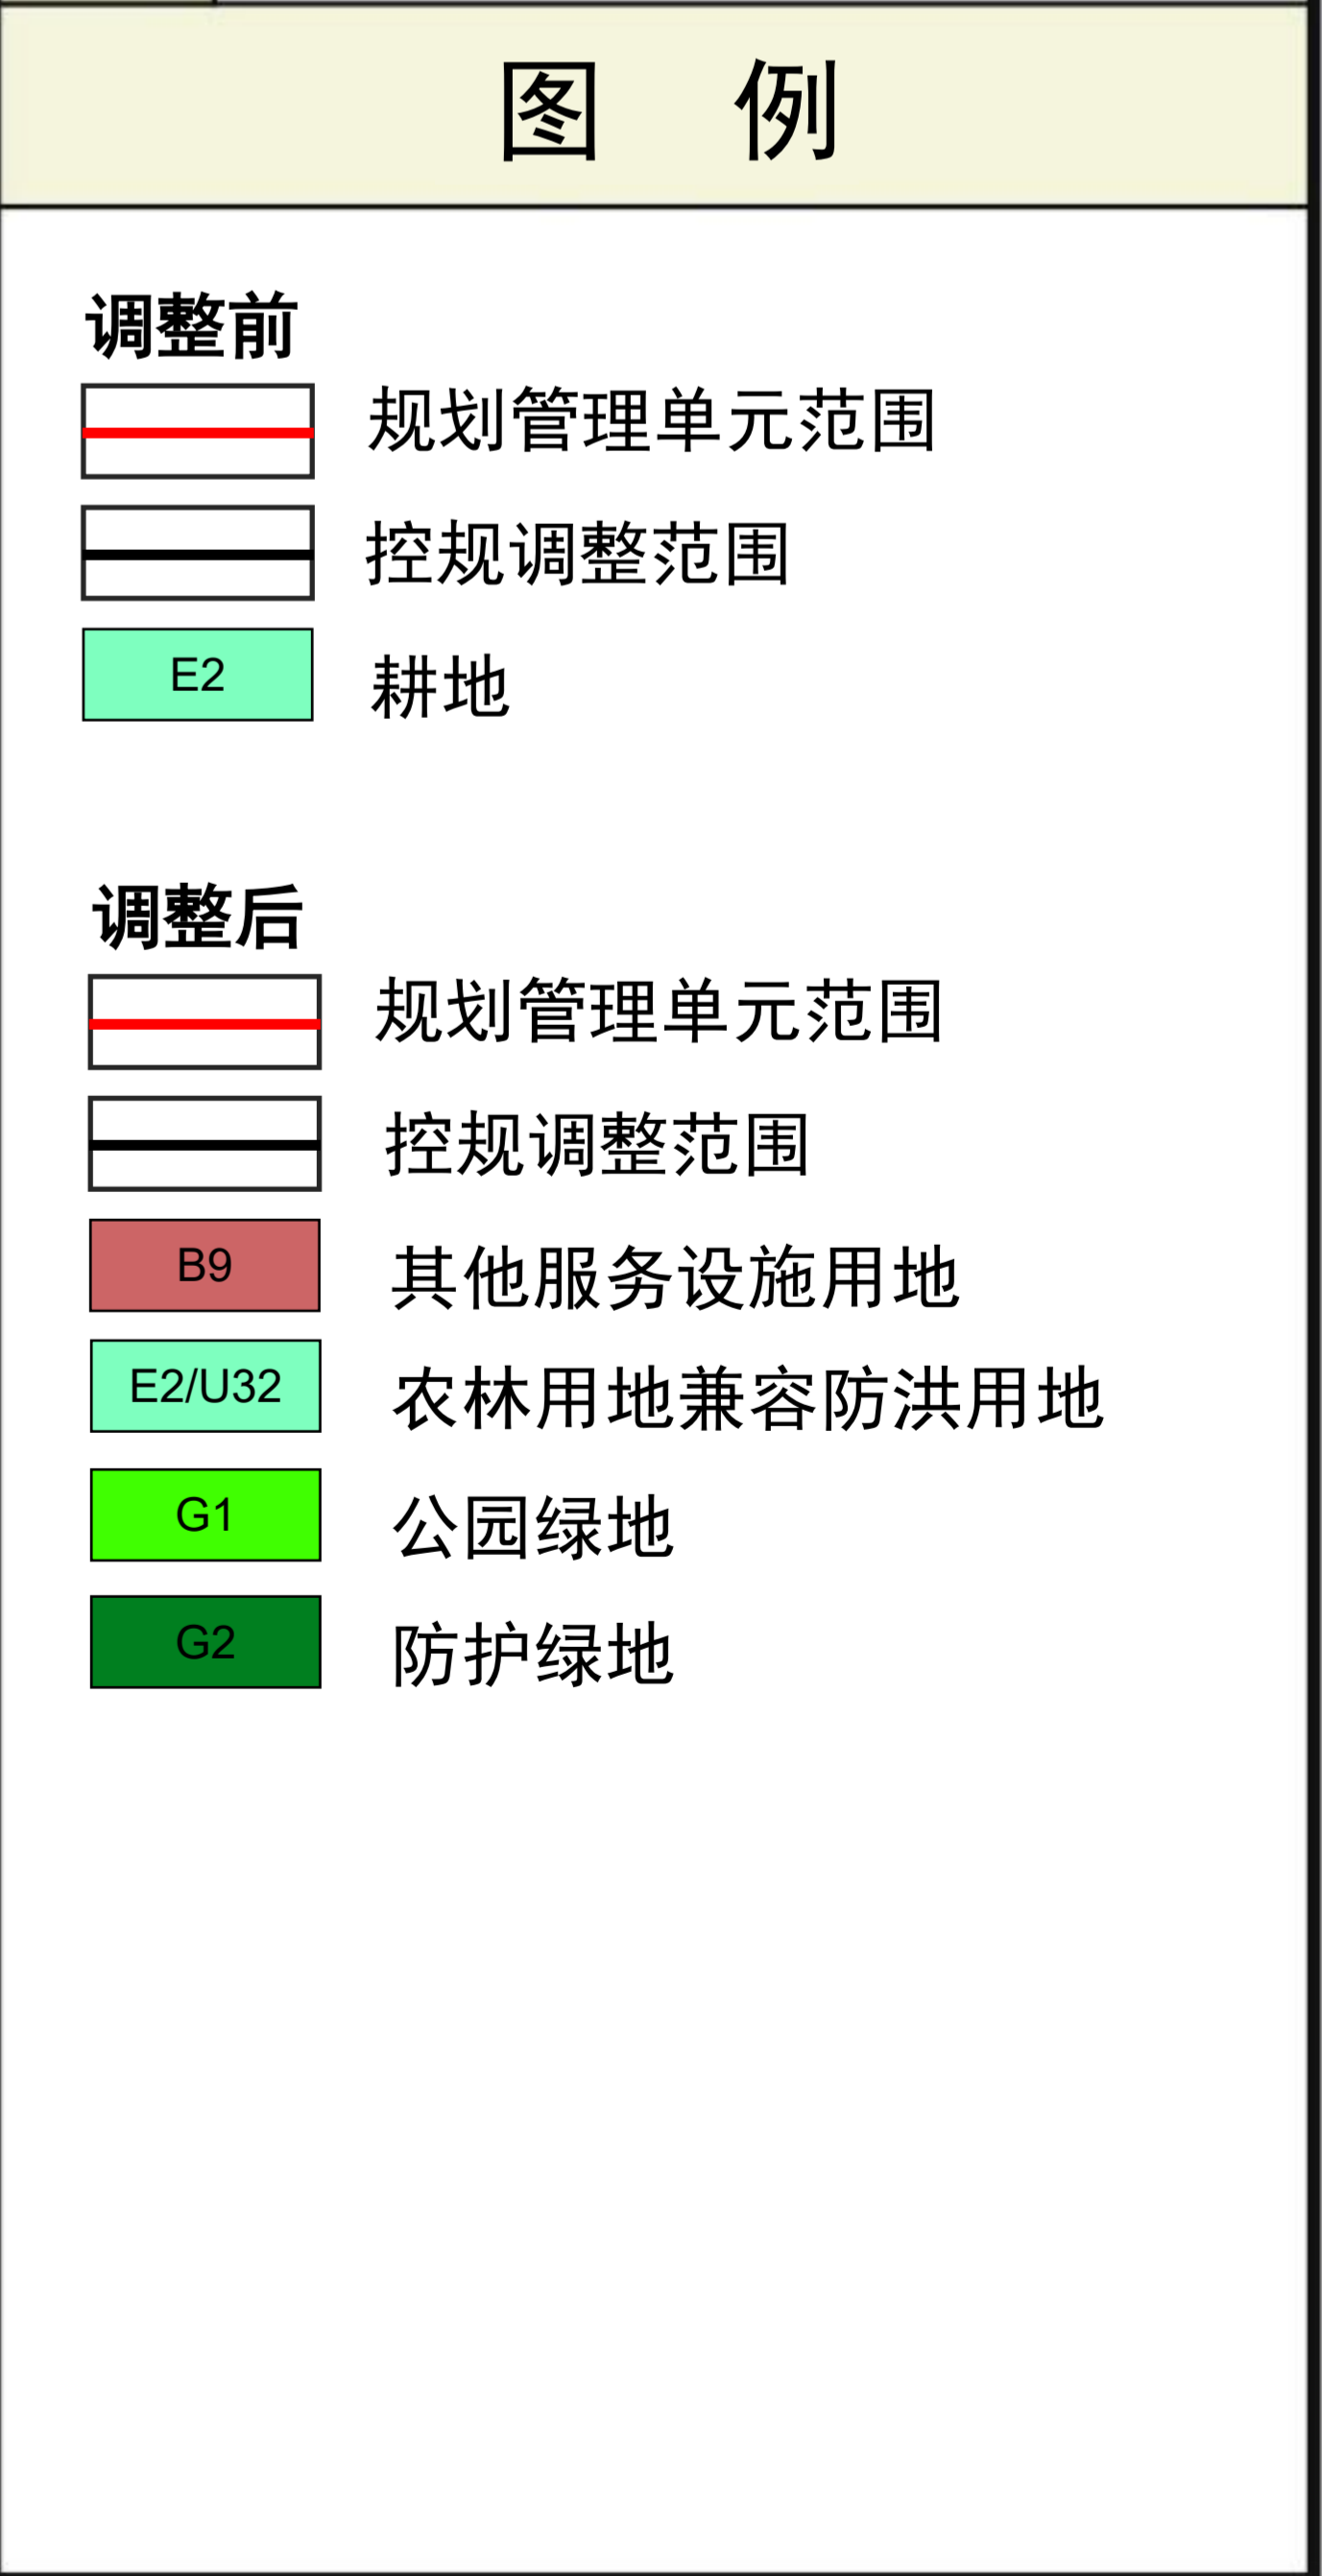 图 例
调整前
规划管理单元范围
控规调整范围
E2 耕地
调整后
规划管理单元范围
控规调整范围
B9 其他服务设施用地
E2/U32 农林用地兼容防洪用地
G1 公园绿地
G2 防护绿地